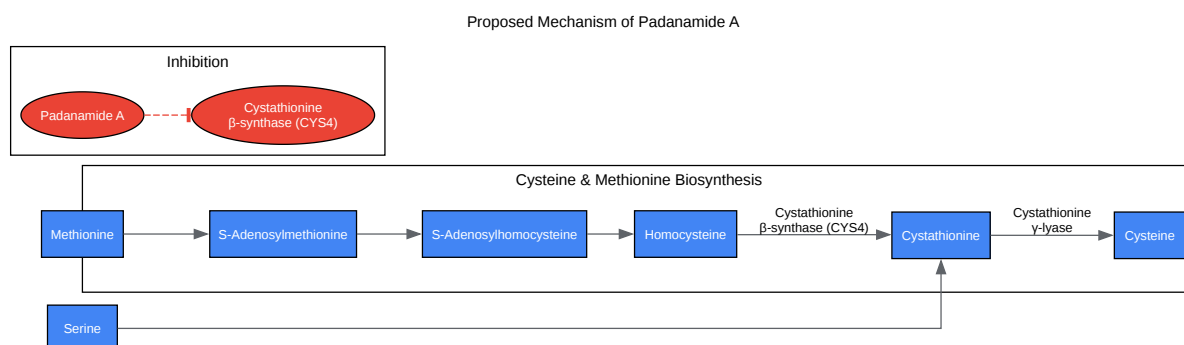 Proposed Mechanism of Padanamide A
Inhibition
Padanamide A
Cystathionine
β-synthase (CYS4)
Cysteine & Methionine Biosynthesis
Methionine
S-Adenosylmethionine
S-Adenosylhomocysteine
Homocysteine
Cystathionine
β-synthase (CYS4)
Cystathionine
Cystathionine
γ-lyase
Cysteine
Serine